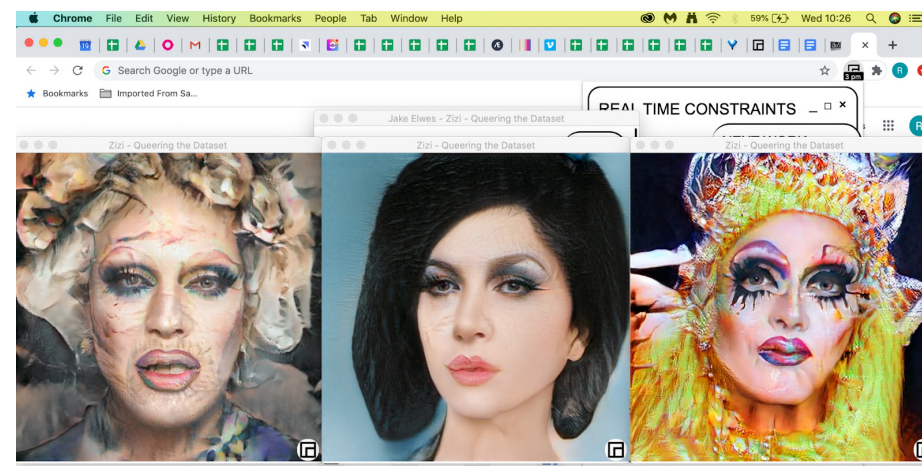 Chrome File Edit View History Bookmarks People Tab Window Help 59% Wed 10:26
Search Google or type a URL
3 pm
R
Bookmarks Imported From Sa...
REAL TIME CONSTRAINTS
Jake Elwes - Zizi - Queering the Dataset
Zizi - Queering the Dataset
Zizi - Queering the Dataset
Zizi - Queering the Dataset